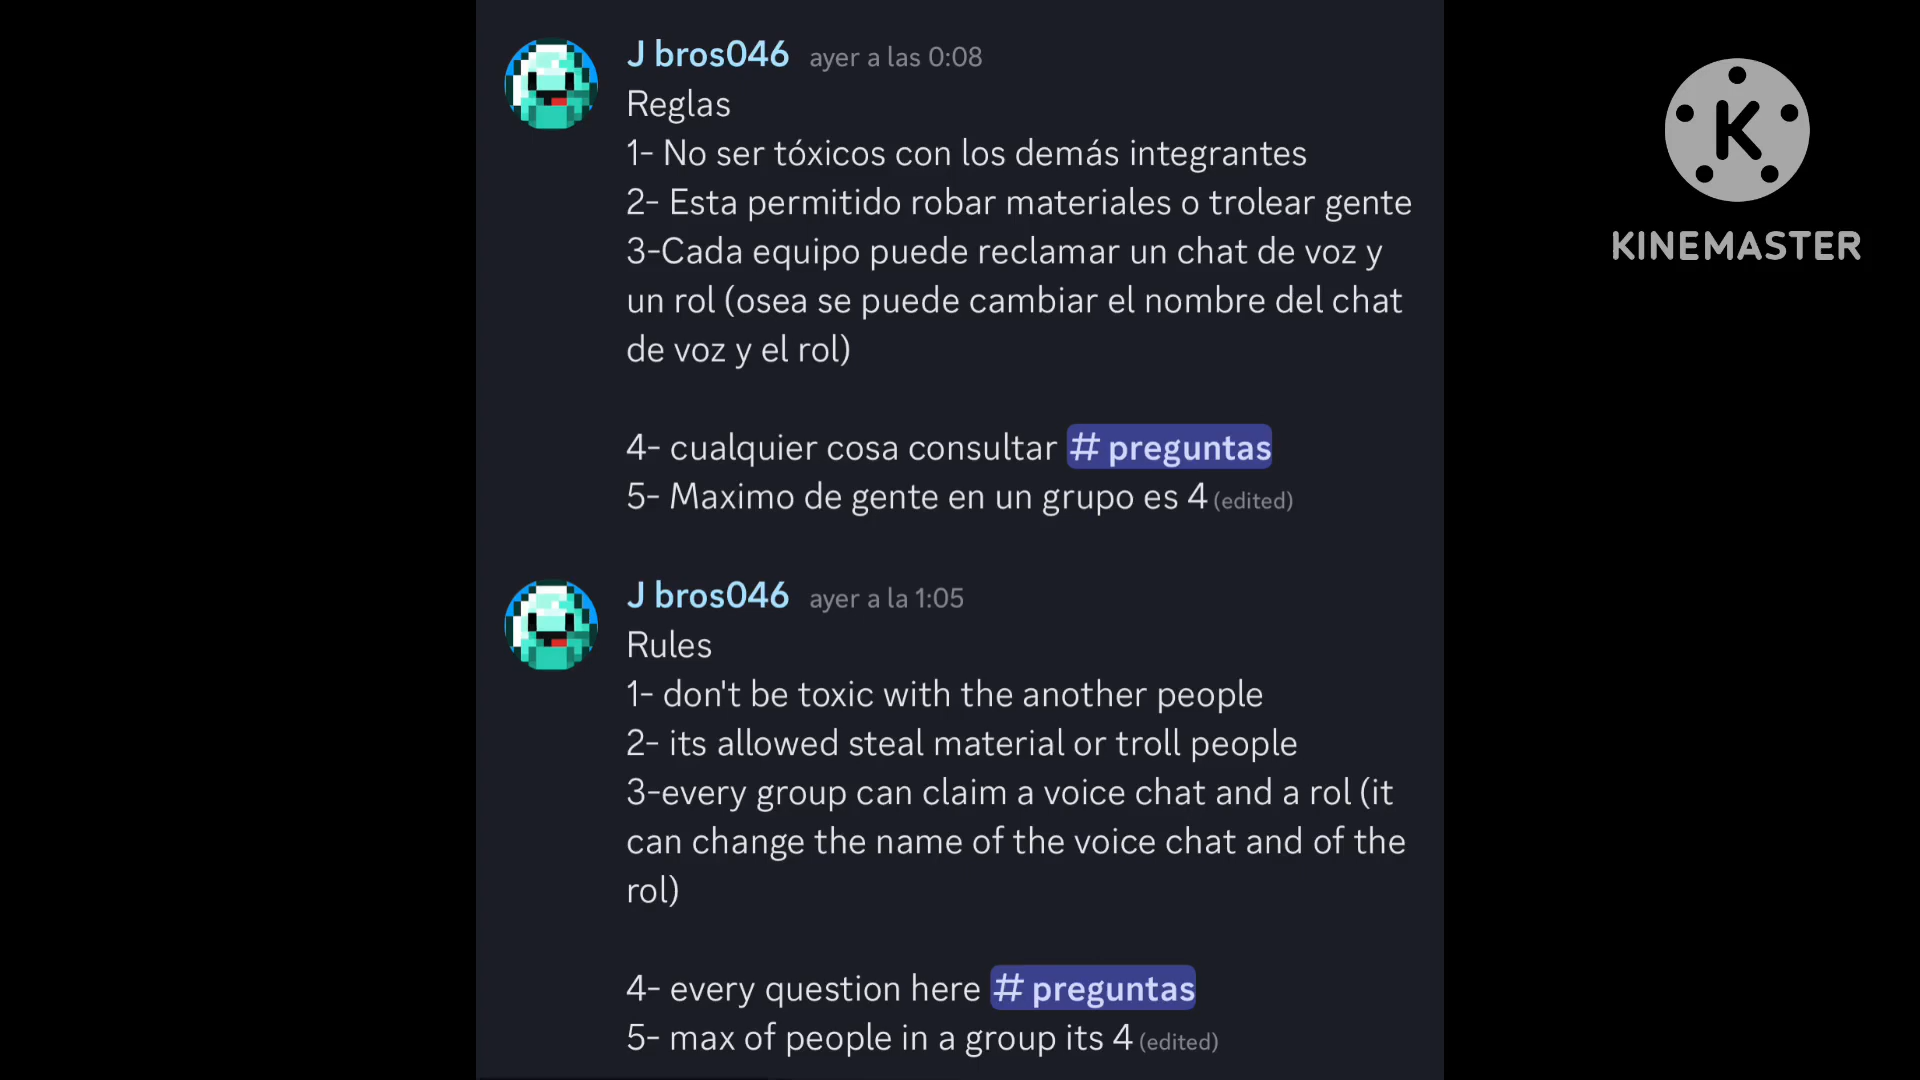 J bros046 ayer a las 0:08
Reglas
1- No ser tóxicos con los demás integrantes
2- Esta permitido robar materiales o trolear gente
3-Cada equipo puede reclamar un chat de voz y
un rol (osea se puede cambiar el nombre del chat
de voz y el rol)
4- cualquier cosa consultar # preguntas
5- Maximo de gente en un grupo es 4 (edited)
J bros046 ayer a la 1:05
Rules
1- don't be toxic with the another people
2- its allowed steal material or troll people
3-every group can claim a voice chat and a rol (it
can change the name of the voice chat and of the
rol)
4- every question here # preguntas
5- max of people in a group its 4 (edited)
K
KINEMASTER